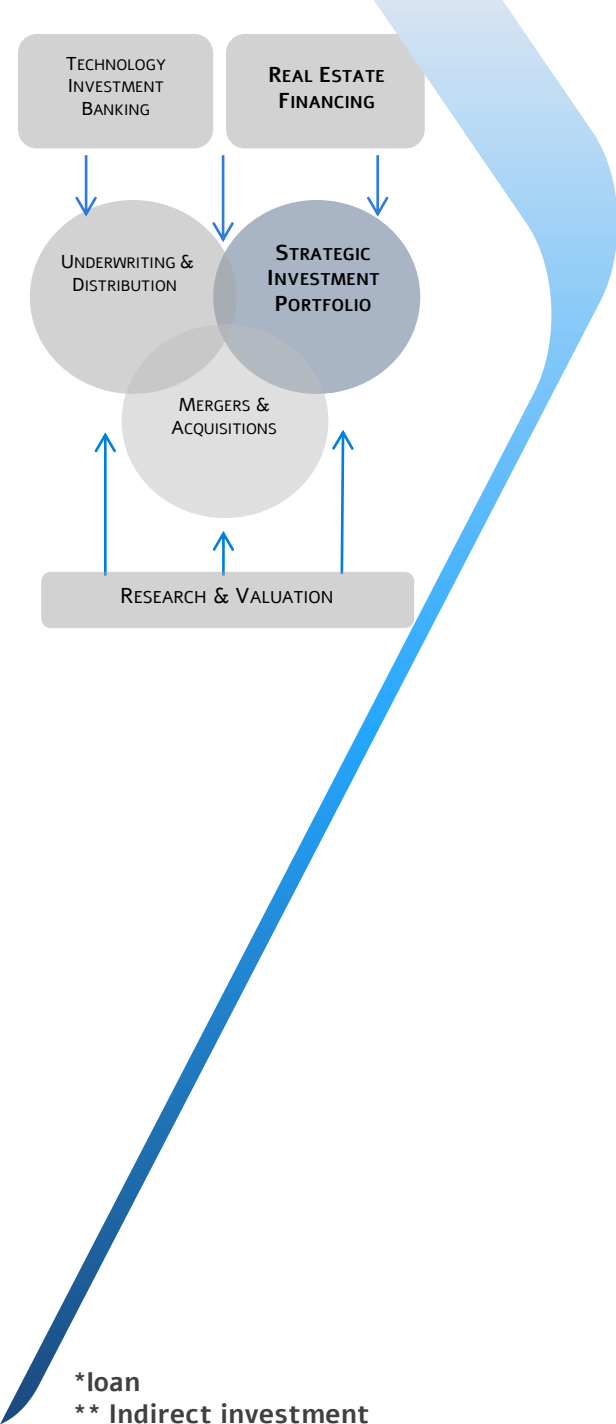 TECHNOLOGY
INVESTMENT
BANKING
REAL ESTATE
FINANCING
UNDERWRITING &
DISTRIBUTION
STRATEGIC
INVESTMENT
PORTFOLIO
MERGERS &
ACQUISITIONS
RESEARCH & VALUATION
*loan
** Indirect investment